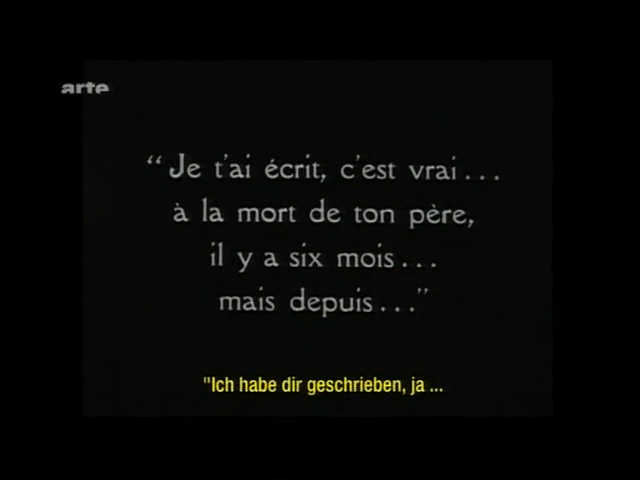 arte
“Je t'ai écrit, c'est vrai...
à la mort de ton père,
il y a six mois...
mais depuis...”
"Ich habe dir geschrieben, ja ...